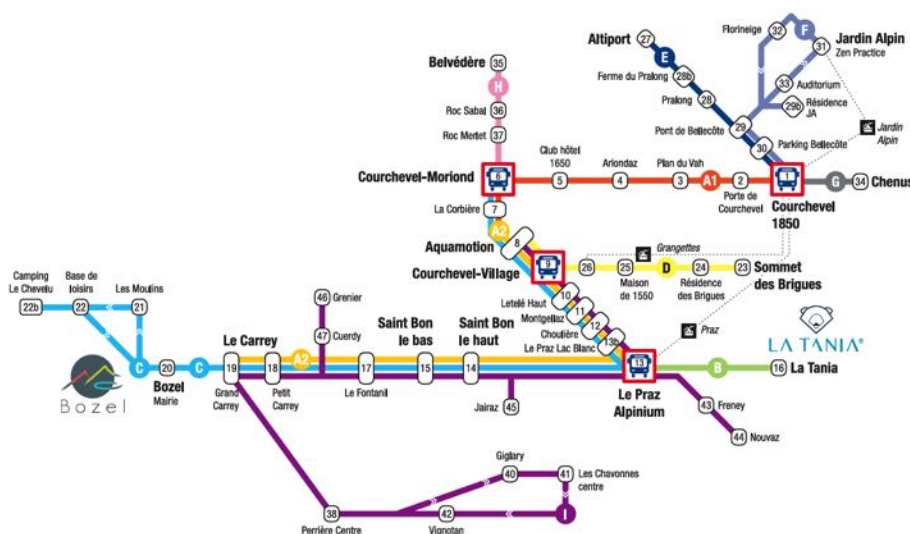 32
Florineige
F
31
Jardin Alpin
Zen Practice
Altiport
27
E
Ferme du Pralong
28b
33
Auditorium
Belvédère
35
Pralong
28
29b
Résidence
JA
H
Roc Sabal
36
Pont de Bellecôte
29
Jardin
Alpin
Roc Merlet
37
30
Parking Bellecôte
Club hôtel
1650
Ariondaz
Plan du Vah
Courchevel-Moriond
6
5
4
3
A1
2
1
G
34
Chenus
Porte de
Courchevel
Courchevel
1850
La Corbière
7
A2
Aquamotion
8
Grangettes
Courchevel-Village
9
26
25
D
24
23
Sommet
des Brigues
Maison
de 1550
Résidence
des Brigues
Camping
Le Chevelu
Base de
loisirs
Les Moulins
22b
22
21
46
Grenier
Letelé Haut
10
Montgellaz
11
Choulière
12
Le Praz Lac Blanc
13b
Praz
47
Cuerdy
Saint Bon
le bas
Saint Bon
le haut
LA TANIA®
Le Carrey
A2
C
20
C
19
18
17
15
14
13
B
16
La Tania
Bozel
Bozel
Mairie
Grand
Carrey
Petit
Carrey
Le Fontanil
Jairaz
45
Le Praz
Alpinium
43
Freney
44
Nouvaz
Giglary
40
41
Les Chavonnes
centre
38
42
I
Perrière Centre
Vignotan